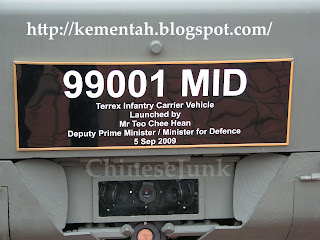 http://kementah.blogspot.com/
99001 MID
Terrex Infantry Carrier Vehicle
Launched by
Mr Teo Chee Hean
Deputy Prime Minister / Minister for Defence
5 Sep 2009
ChineseJunk